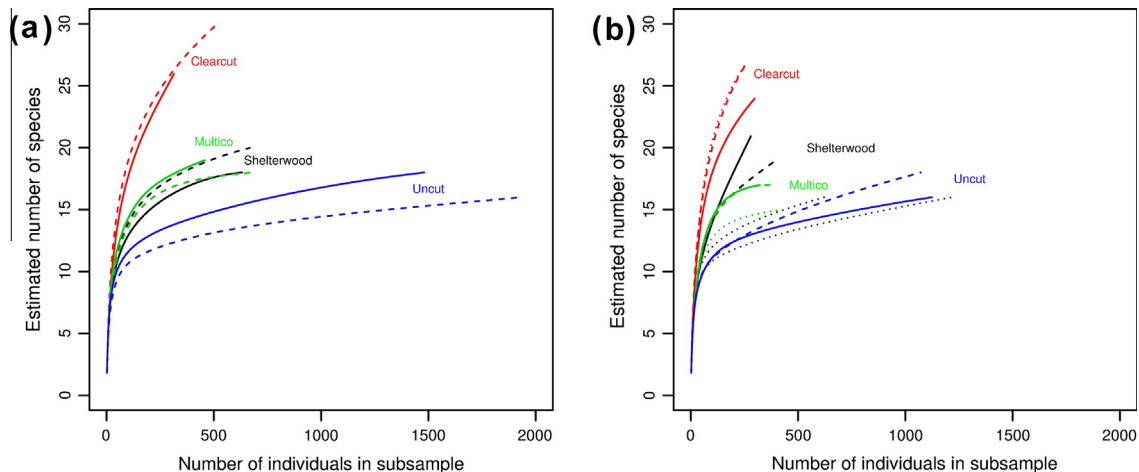 (a)
Estimated number of species
30
25
20
15
10
5
0
Clearcut
Multico
Shelterwood
Uncut
0 500 1000 1500 2000
Number of individuals in subsample
(b)
Estimated number of species
30
25
20
15
10
5
0
Clearcut
Shelterwood
Multico
Uncut
0 500 1000 1500 2000
Number of individuals in subsample